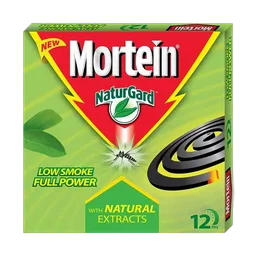 NEW
Mortein
NaturGard
LOW SMOKE
FULL POWER
WITH NATURAL
EXTRACTS
12
Mortein
12